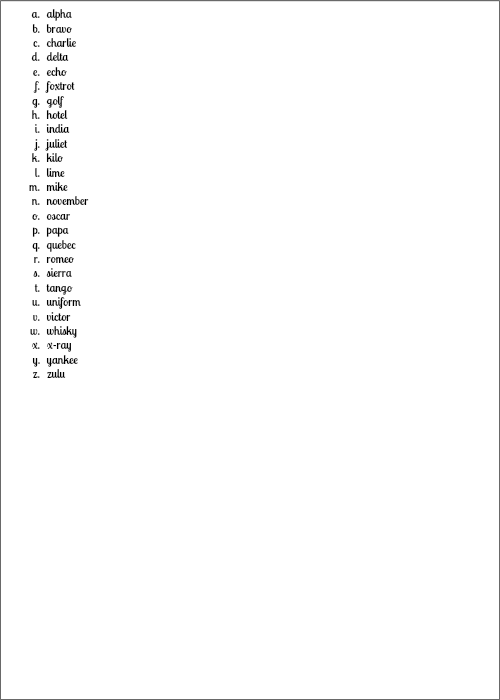 a. alpha
b. bravo
c. charlie
d. delta
e. echo
f. foxtrot
g. golf
h. hotel
i. india
j. juliet
k. kilo
l. lime
m. mike
n. november
o. oscar
p. papa
q. quebec
r. romeo
s. sierra
t. tango
u. uniform
v. victor
w. whisky
x. x-ray
y. yankee
z. zulu